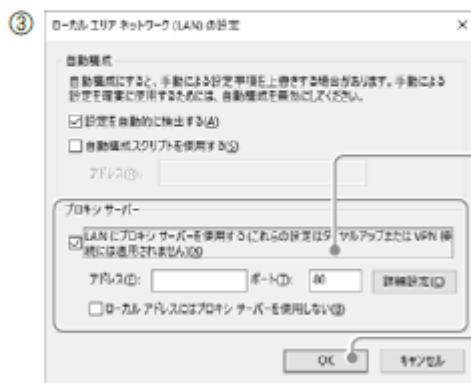 ③
ローカル エリア ネットワーク (LAN) の設定
自動構成
自動構成にすると、手動による設定事項を上書きする場合があります。手動による
設定を確実に使用するためには、自動構成を無効にしてください。
設定を自動的に検出する(A)
自動構成スクリプトを使用する(S)
アドレス(R):
プロキシ サーバー
LAN にプロキシ サーバーを使用する (これらの設定はダイヤルアップまたは VPN 接
続には適用されません)(X)
アドレス(E):
ポート(T): 80
詳細設定(C)
ローカル アドレスにはプロキシ サーバーを使用しない(B)
OK
キャンセル